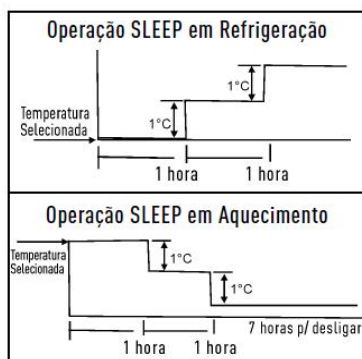 Operação SLEEP em Refrigeração
1°C
Temperatura
Selecionada
1°C
1 hora
1 hora
Operação SLEEP em Aquecimento
Temperatura
Selecionada
1°C
1°C
7 horas p/ desligar
1 hora
1 hora